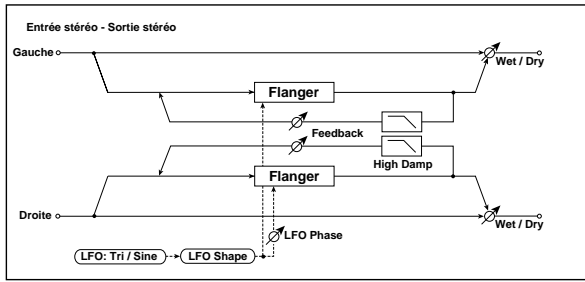 Entrée stéréo - Sortie stéréo
Gauche
Wet / Dry
Flanger
Feedback
High Damp
Flanger
Droite
Wet / Dry
LFO Phase
LFO: Tri / Sine
LFO Shape